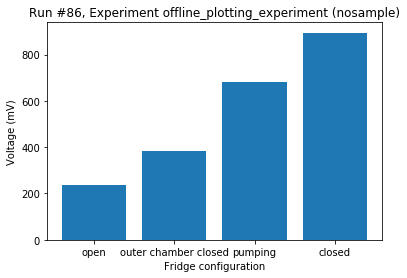 Run #86, Experiment offline_plotting_experiment (nosample)
Voltage (mV)
800
600
400
200
0
open outer chamber closed pumping closed
Fridge configuration